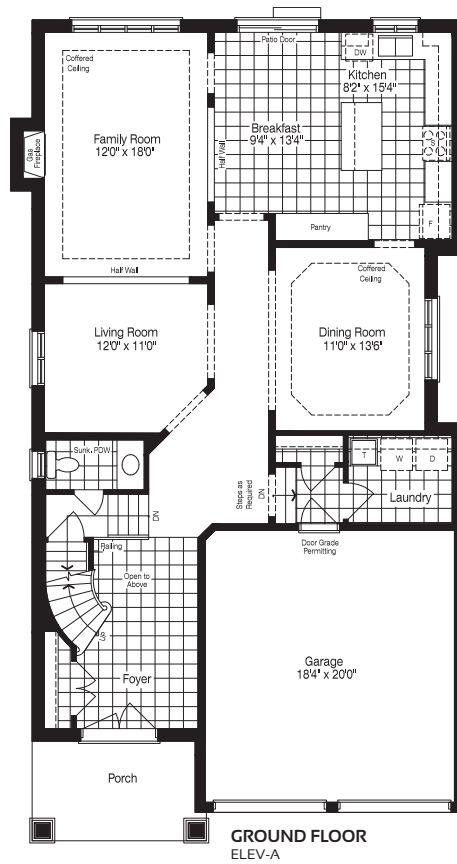 Patio Door
Coffered
Ceiling
DW
Kitchen
8'2" x 15'4"
Family Room
12'0" x 18'0"
Breakfast
9'4" x 13'4"
Gas
Fireplace
Half Wall
S
F
Pantry
Half Wall
Coffered
Ceiling
Living Room
12'0" x 11'0"
Dining Room
11'0" x 13'6"
Sunk. PDW
T
W
D
Laundry
Steps as
Required
DN
DN
Railing
Door Grade
Permitting
Open to
Above
UP
Foyer
Garage
18'4" x 20'0"
Porch
GROUND FLOOR
ELEV-A